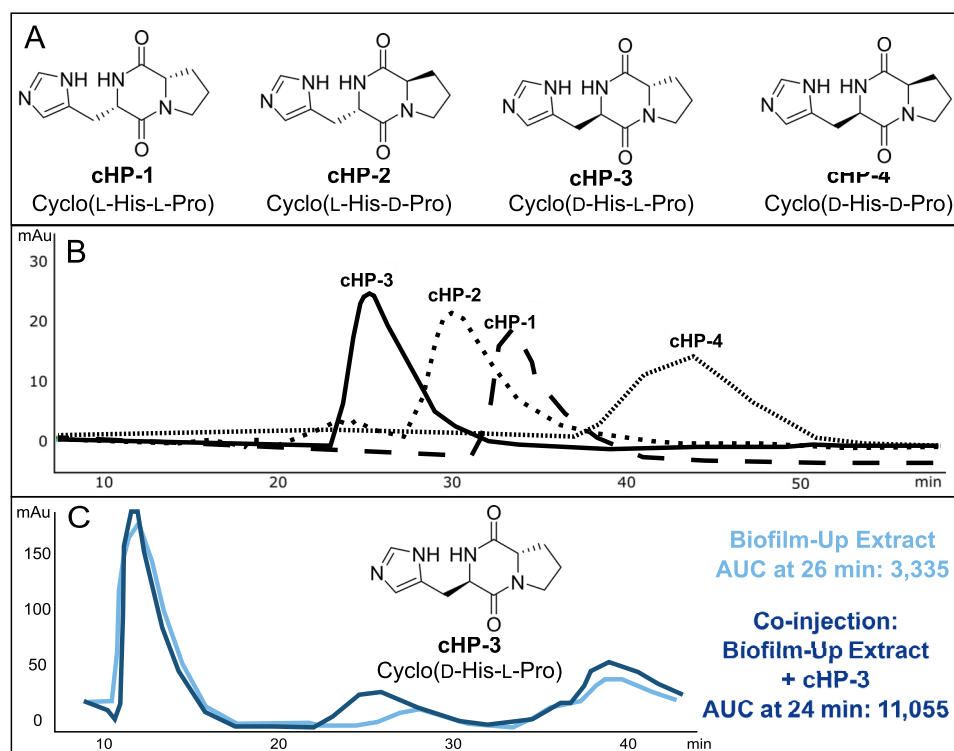 A
O
NH
HN
N
N
O
cHP-1
Cyclo(L-His-L-Pro)
O
NH
HN
N
N
O
cHP-2
Cyclo(L-His-D-Pro)
O
NH
HN
N
N
O
cHP-3
Cyclo(D-His-L-Pro)
O
NH
HN
N
N
O
cHP-4
Cyclo(D-His-D-Pro)
B
mAu
30
20
10
0
cHP-3
cHP-2
cHP-1
cHP-4
10
20
30
40
50
min
C
mAu
150
100
50
0
O
NH
HN
N
N
O
cHP-3
Cyclo(D-His-L-Pro)
Biofilm-Up Extract
AUC at 26 min: 3,335
Co-injection:
Biofilm-Up Extract
+ cHP-3
AUC at 24 min: 11,055
10
20
30
40
min